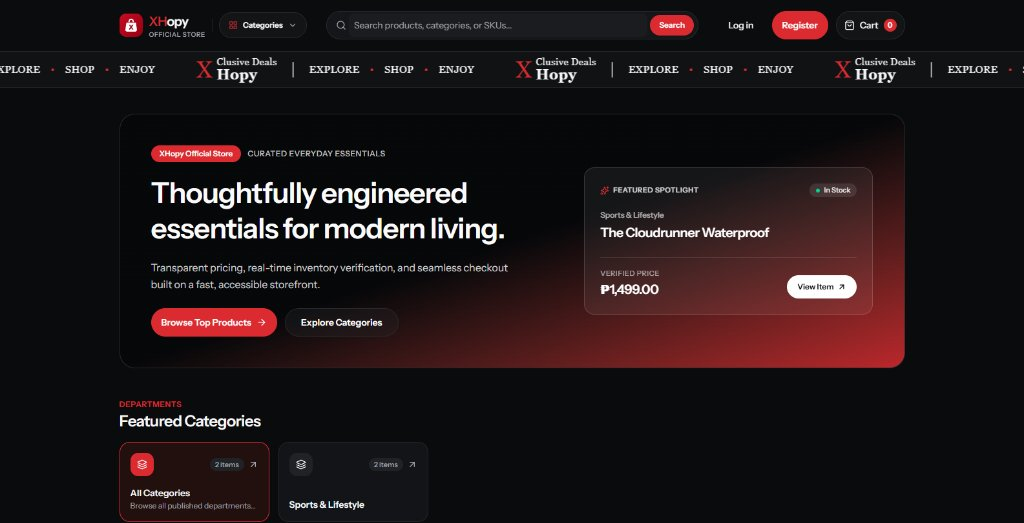 XHopy
OFFICIAL STORE
Categories
Search products, categories, or SKUs...
Search
Log in
Register
Cart 0
XPLORE • SHOP • ENJOY
X Clusive Deals
Hopy
EXPLORE • SHOP • ENJOY
X Clusive Deals
Hopy
EXPLORE • SHOP • ENJOY
X Clusive Deals
Hopy
EXPLORE •
XHopy Official Store
CURATED EVERYDAY ESSENTIALS
Thoughtfully engineered
essentials for modern living.
Transparent pricing, real-time inventory verification, and seamless checkout
built on a fast, accessible storefront.
Browse Top Products →
Explore Categories
FEATURED SPOTLIGHT
In Stock
Sports & Lifestyle
The Cloudrunner Waterproof
VERIFIED PRICE
₱1,499.00
View Item ↗
DEPARTMENTS
Featured Categories
2 Items ↗
All Categories
Browse all published departments...
2 Items ↗
Sports & Lifestyle